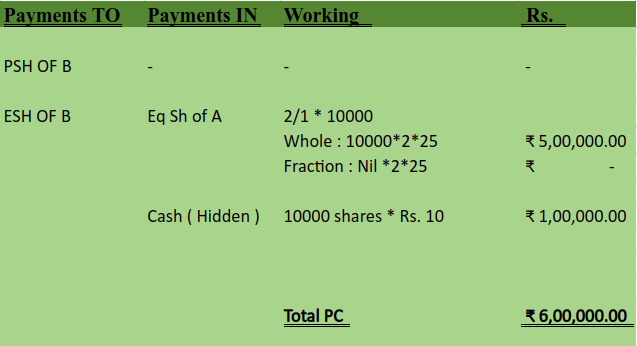 Payments TO Payments IN Working Rs.
PSH OF B - - -
ESH OF B Eq Sh of A 2/1 * 10000
Whole : 10000*2*25 ₹ 5,00,000.00
Fraction : Nil *2*25 ₹ -
Cash ( Hidden ) 10000 shares * Rs. 10 ₹ 1,00,000.00
Total PC ₹ 6,00,000.00